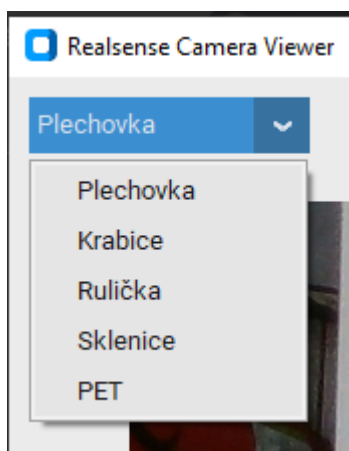 Realsense Camera Viewer
Plechovka
Plechovka
Krabice
Rulička
Sklenice
PET